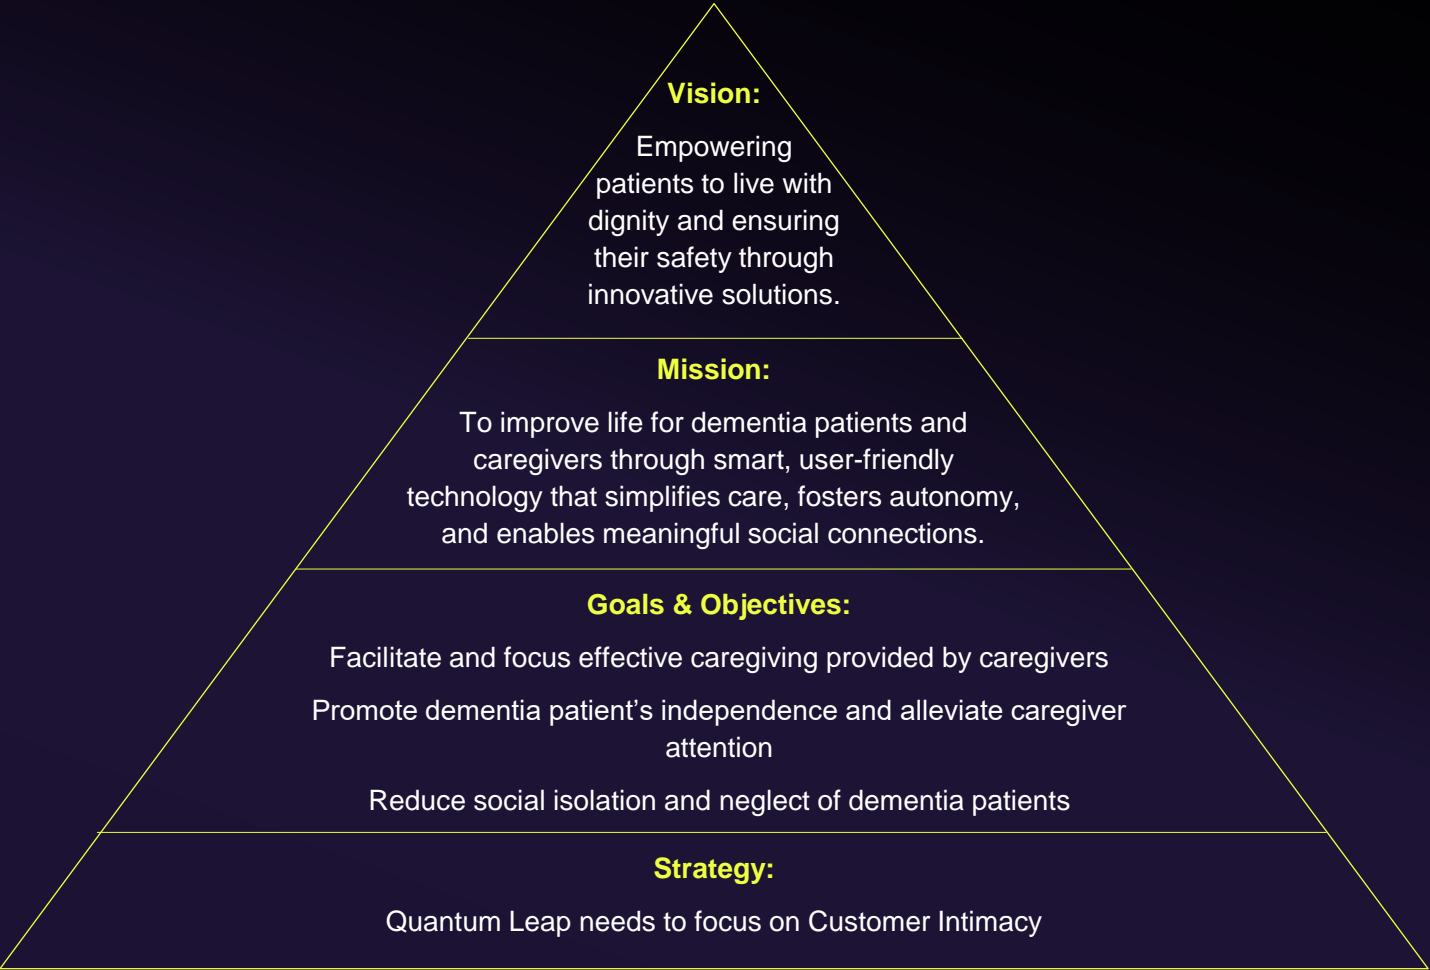 Vision:
Empowering
patients to live with
dignity and ensuring
their safety through
innovative solutions.
Mission:
To improve life for dementia patients and
caregivers through smart, user-friendly
technology that simplifies care, fosters autonomy,
and enables meaningful social connections.
Goals & Objectives:
Facilitate and focus effective caregiving provided by caregivers
Promote dementia patient’s independence and alleviate caregiver
attention
Reduce social isolation and neglect of dementia patients
Strategy:
Quantum Leap needs to focus on Customer Intimacy